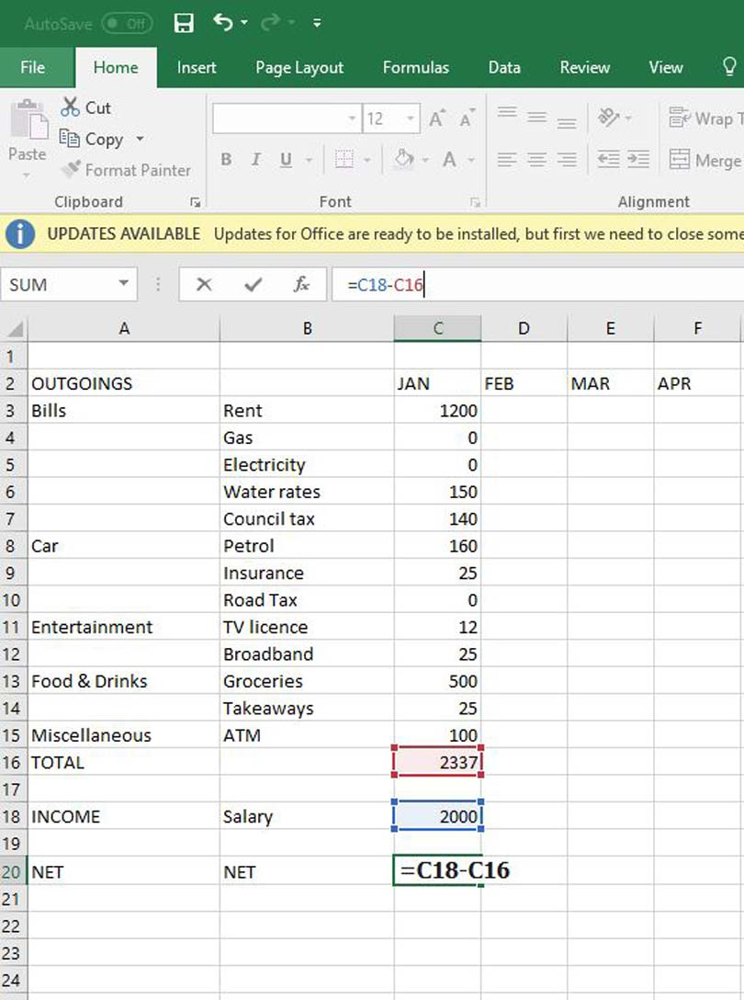 AutoSave Off
File Home Insert Page Layout Formulas Data Review View
Paste
Cut
Copy
Format Painter
12
A A
B I U A
Wrap T
Merge
Clipboard Font Alignment
UPDATES AVAILABLE Updates for Office are ready to be installed, but first we need to close some
SUM fx =C18-C16
A B C D E F
1
2 OUTGOINGS JAN FEB MAR APR
3 Bills Rent 1200
4 Gas 0
5 Electricity 0
6 Water rates 150
7 Council tax 140
8 Car Petrol 160
9 Insurance 25
10 Road Tax 0
11 Entertainment TV licence 12
12 Broadband 25
13 Food & Drinks Groceries 500
14 Takeaways 25
15 Miscellaneous ATM 100
16 TOTAL 2337
17
18 INCOME Salary 2000
19
20 NET NET =C18-C16
21
22
23
24